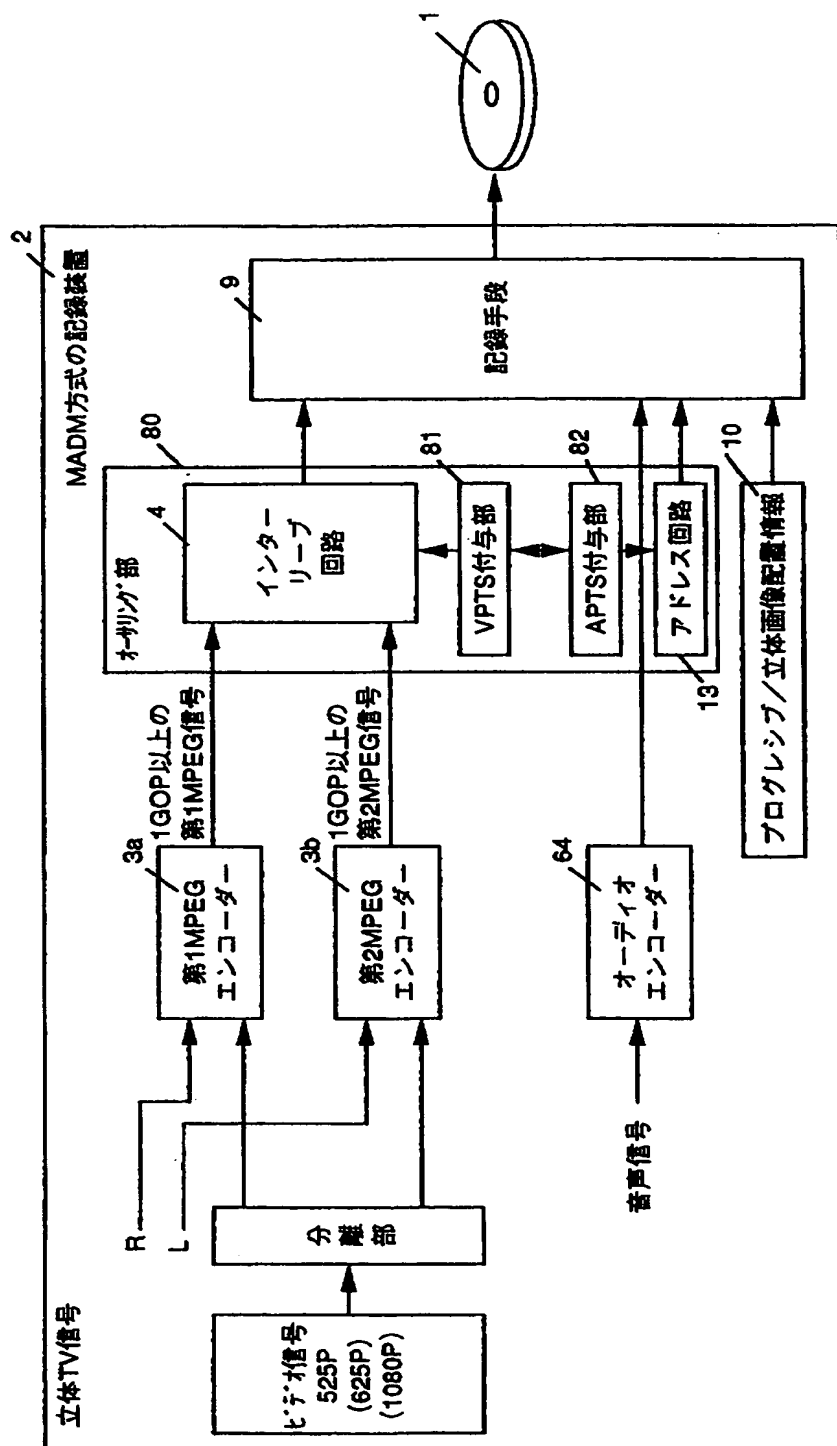 立体TV信号
MADM方式の記録装置
2
ビデオ信号
525P
(625P)
(1080P)
分離部
R
L
3a
第1MPEG
エンコーダー
1GOP以上の
第1MPEG信号
3b
第2MPEG
エンコーダー
1GOP以上の
第2MPEG信号
音声信号
64
オーディオ
エンコーダー
オーサリング部
80
4
インター
リーブ
回路
81
VPTS付与部
82
APTS付与部
アドレス回路
13
10
プログレシブ/立体画像配置情報
9
記録手段
1